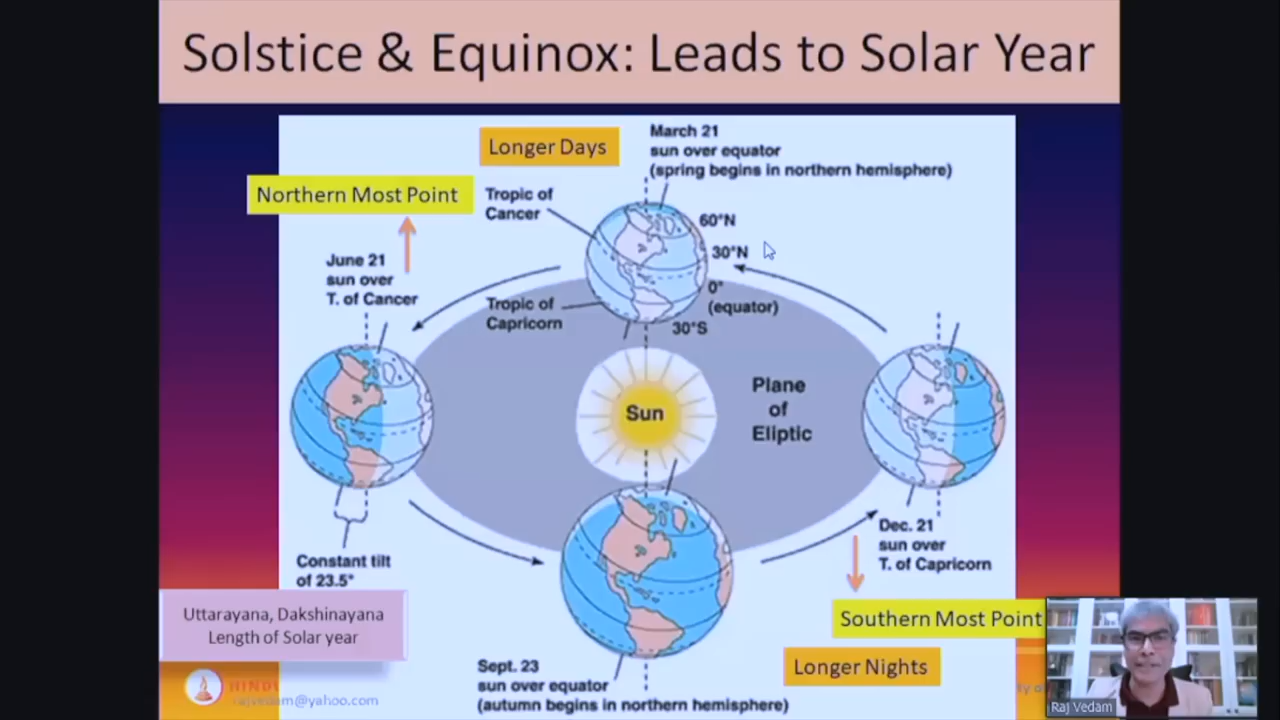 Solstice & Equinox: Leads to Solar Year
Longer Days
March 21
sun over equator
(spring begins in northern hemisphere)
Northern Most Point
Tropic of
Cancer
60°N
30°N
June 21
sun over
T. of Cancer
0°
(equator)
Tropic of
Capricorn
30°S
Sun
Plane
of
Eliptic
Dec. 21
sun over
T. of Capricorn
Constant tilt
of 23.5°
Uttarayana, Dakshinayana
Length of Solar year
Southern Most Point
Longer Nights
Sept. 23
sun over equator
(autumn begins in northern hemisphere)
rajvedam@yahoo.com
Raj Vedam